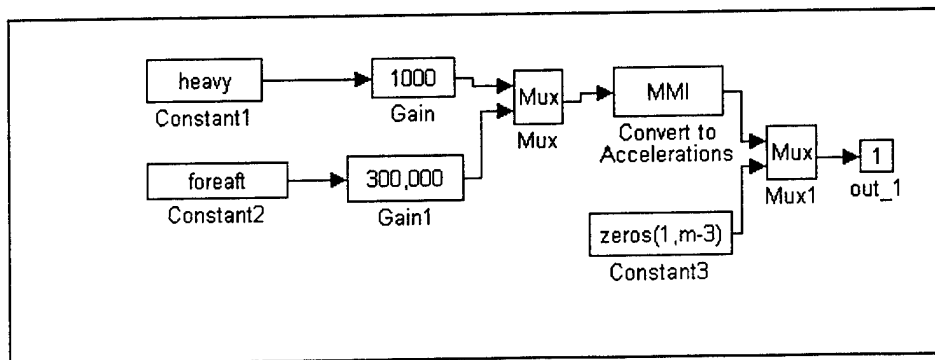 heavy
Constant1
1000
Gain
Mux
Mux
MMI
Convert to
Accelerations
foreaft
Constant2
300,000
Gain1
Mux
Mux1
1
out_1
zeros(1,m-3)
Constant3